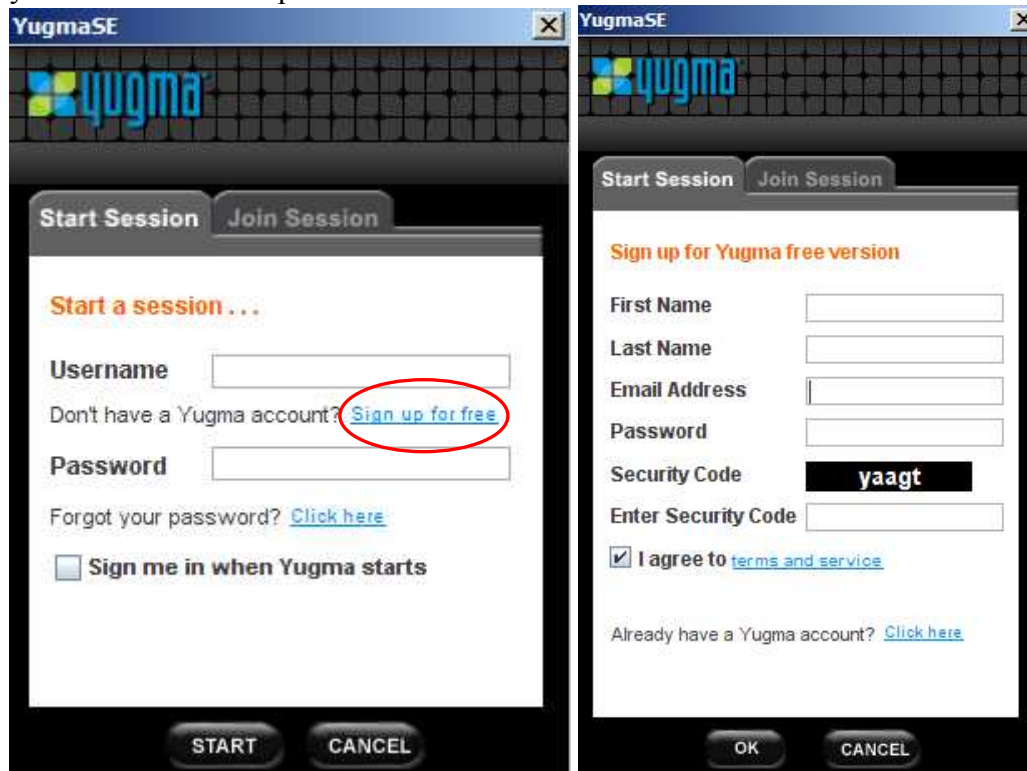 YugmaSE
yugma
Start Session Join Session
Start a session . . .
Username
Don't have a Yugma account? Sign up for free
Password
Forgot your password? Click here
Sign me in when Yugma starts
START CANCEL
YugmaSE
yugma
Start Session Join Session
Sign up for Yugma free version
First Name
Last Name
Email Address
Password
Security Code yaagt
Enter Security Code
I agree to terms and service
Already have a Yugma account? Click here
OK CANCEL